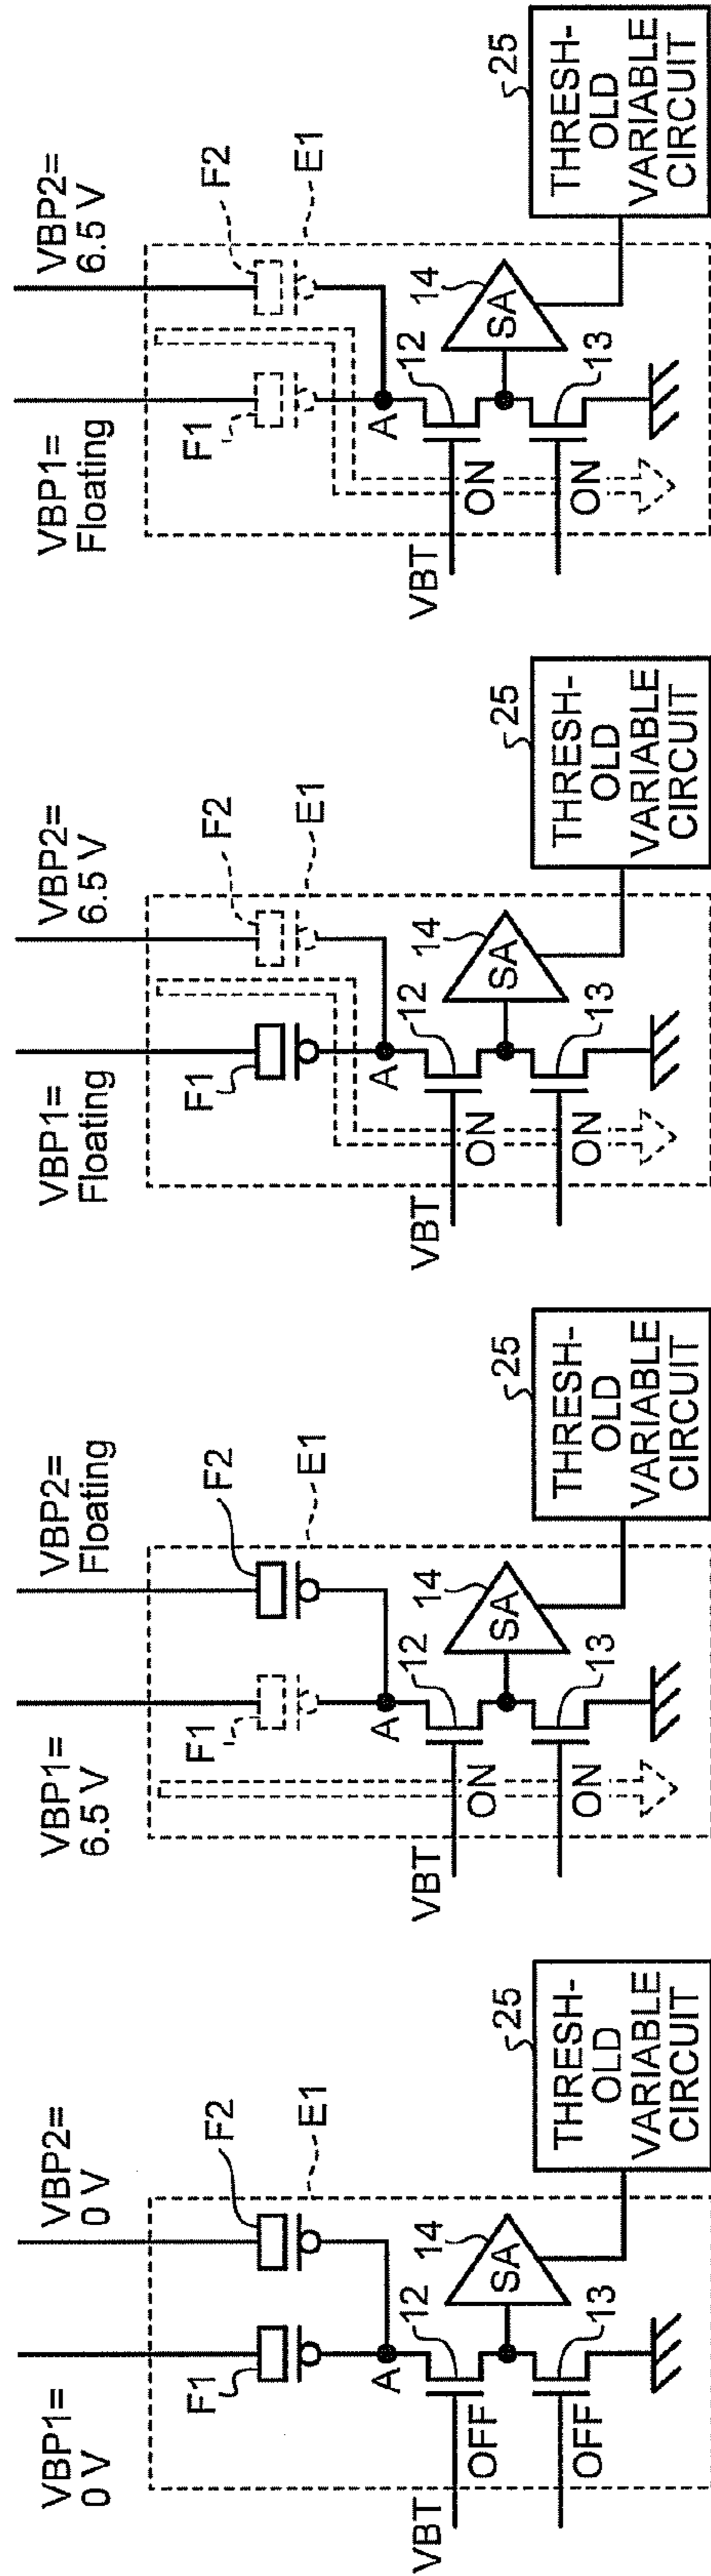 VBP1=
0 V
VBP2=
0 V
F1
F2
E1
A
12
14
SA
25
VBT
OFF
13
OFF
THRESH-
OLD
VARIABLE
CIRCUIT
VBP1=
6.5 V
VBP2=
Floating
F1
F2
E1
A
12
14
SA
25
VBT
ON
13
ON
THRESH-
OLD
VARIABLE
CIRCUIT
VBP1=
Floating
VBP2=
6.5 V
F1
F2
E1
A
12
14
SA
25
VBT
ON
13
ON
THRESH-
OLD
VARIABLE
CIRCUIT
VBP1=
Floating
VBP2=
6.5 V
F1
F2
E1
A
12
14
SA
25
VBT
ON
13
ON
THRESH-
OLD
VARIABLE
CIRCUIT